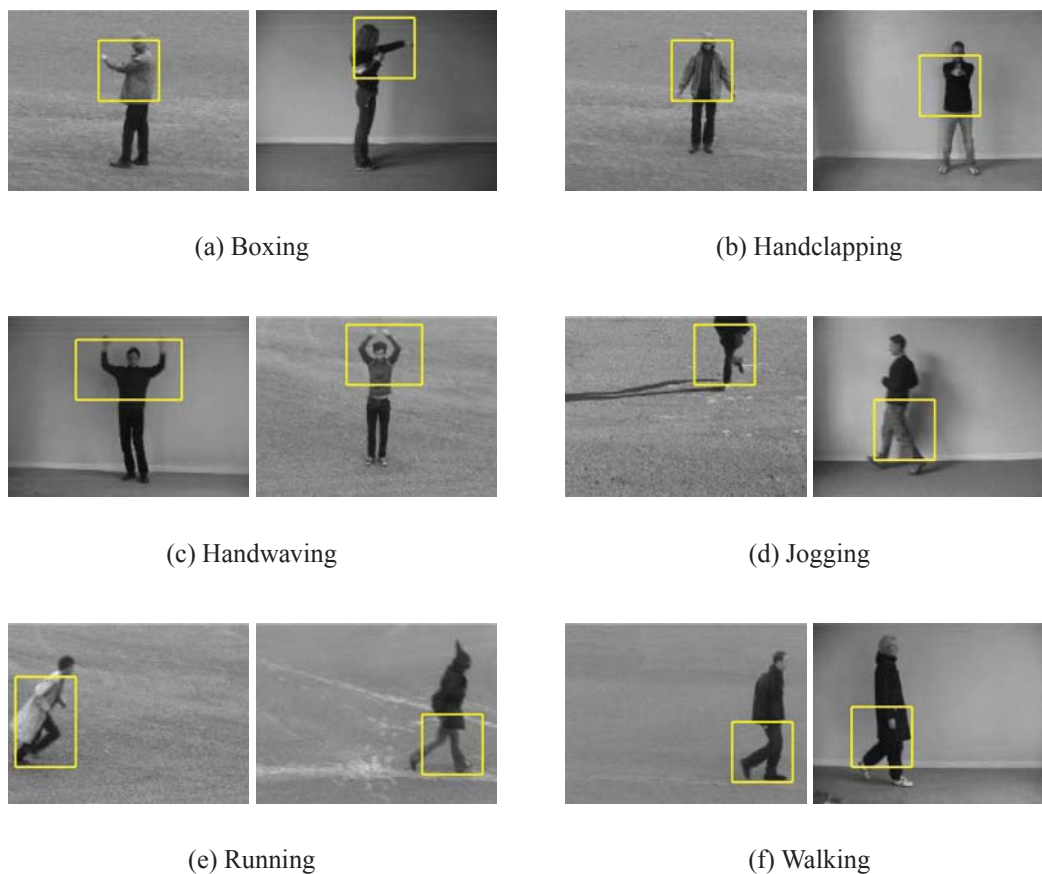 (a) Boxing
(b) Handclapping
(c) Handwaving
(d) Jogging
(e) Running
(f) Walking